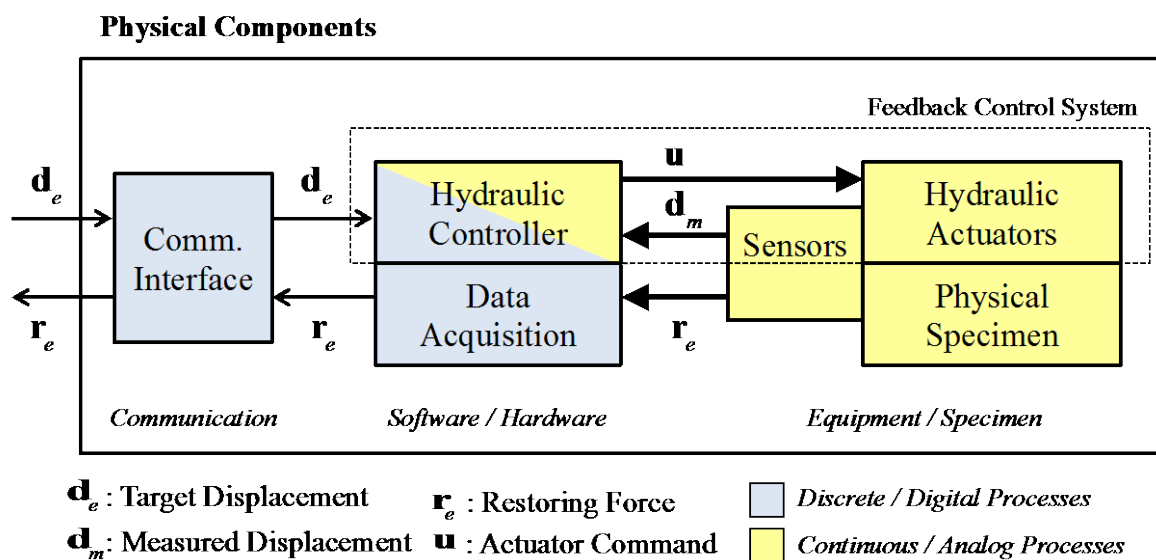 Physical Components
Feedback Control System
d_e
d_e
u
d_m
Comm.
Interface
Hydraulic
Controller
Sensors
Hydraulic
Actuators
Data
Acquisition
Physical
Specimen
r_e
r_e
r_e
Communication
Software / Hardware
Equipment / Specimen
d_e : Target Displacement
r_e : Restoring Force
Discrete / Digital Processes
d_m : Measured Displacement
u : Actuator Command
Continuous / Analog Processes